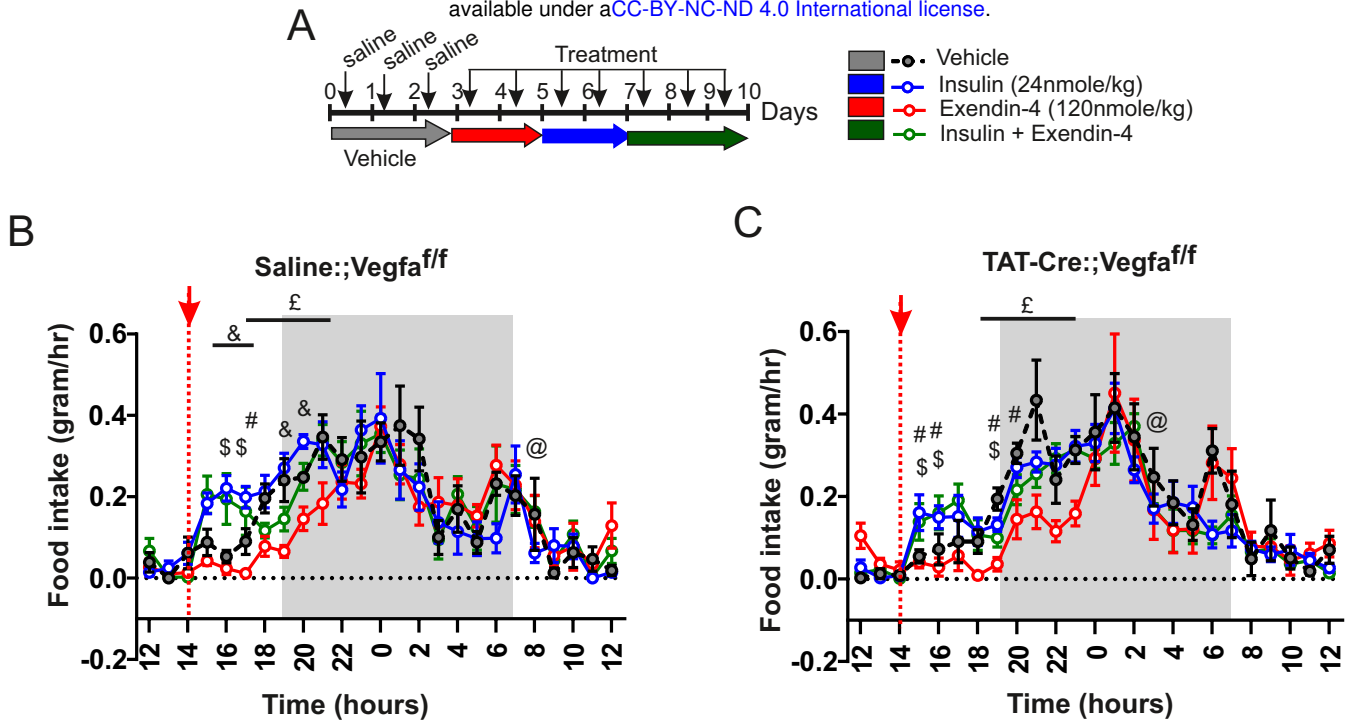 available under aCC-BY-NC-ND 4.0 International license.
A
saline
saline
saline
Treatment
0 1 2 3 4 5 6 7 8 9 10 Days
Vehicle
Vehicle
Insulin (24nmole/kg)
Exendin-4 (120nmole/kg)
Insulin + Exendin-4
B
Saline:;Vegfa f/f
£
&
#
$ $
&
&
@
0.6
0.4
0.2
0.0
-0.2
Food intake (gram/hr)
12 14 16 18 20 22 0 2 4 6 8 10 12
Time (hours)
C
TAT-Cre:;Vegfa f/f
£
# #
$ $
#
$
#
@
0.6
0.4
0.2
0.0
-0.2
Food intake (gram/hr)
12 14 16 18 20 22 0 2 4 6 8 10 12
Time (hours)